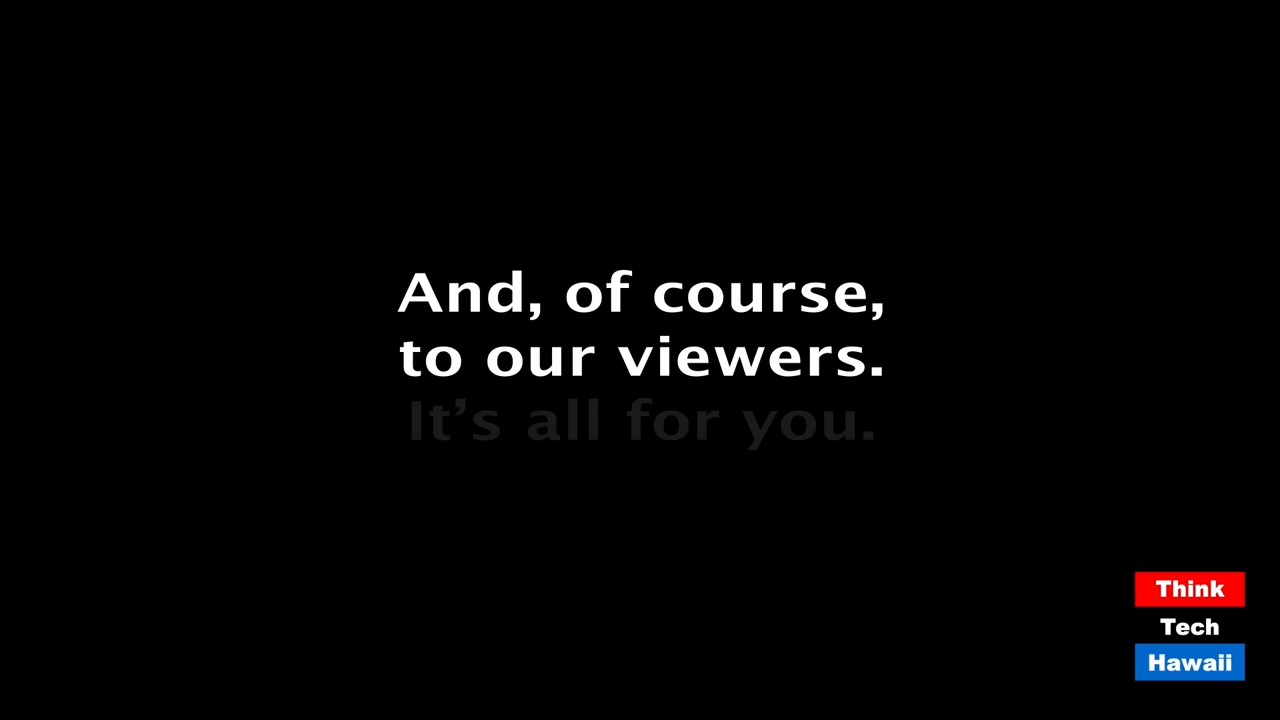 And, of course,
to our viewers.
It’s all for you.
Think
Tech
Hawaii